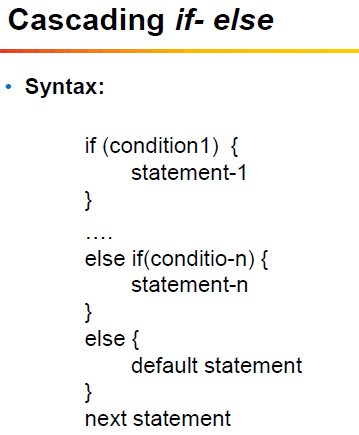 Cascading if- else
• Syntax:
if (condition1) {
statement-1
}
....
else if(conditio-n) {
statement-n
}
else {
default statement
}
next statement